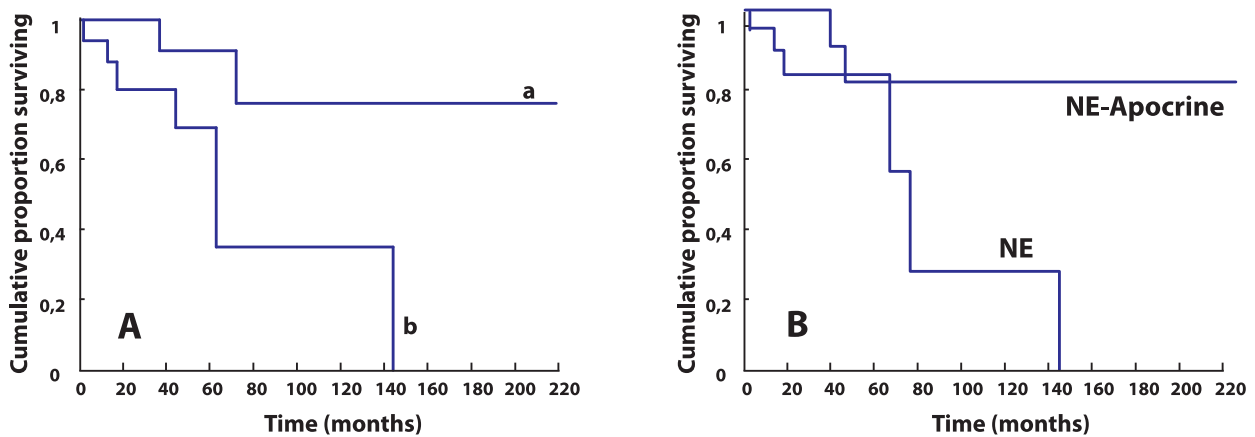 Cumulative proportion surviving
1
0,8
0,6
0,4
0,2
0
a
b
A
0 20 40 60 80 100 120 140 160 180 200 220
Time (months)
Cumulative proportion surviving
1
0,8
0,6
0,4
0,2
0
NE-Apocrine
NE
B
0 20 40 60 80 100 120 140 160 180 200 220
Time (months)